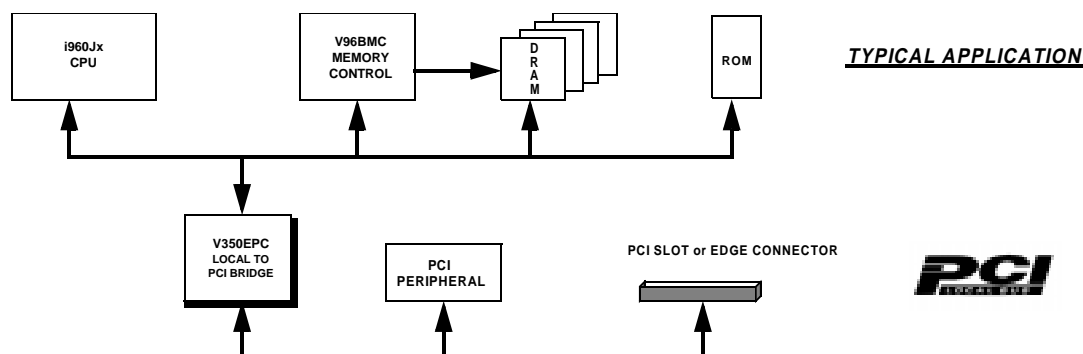 i960Jx
CPU
V96BMC
MEMORY
CONTROL
D
R
A
M
ROM
TYPICAL APPLICATION
V350EPC
LOCAL TO
PCI BRIDGE
PCI
PERIPHERAL
PCI SLOT or EDGE CONNECTOR
PCI